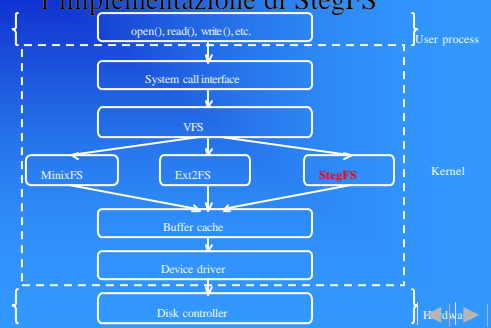 l'implementazione di StegFS
open(), read(), write(), etc.
User process
System call interface
VFS
MinixFS
Ext2FS
StegFS
Kernel
Buffer cache
Device driver
Disk controller